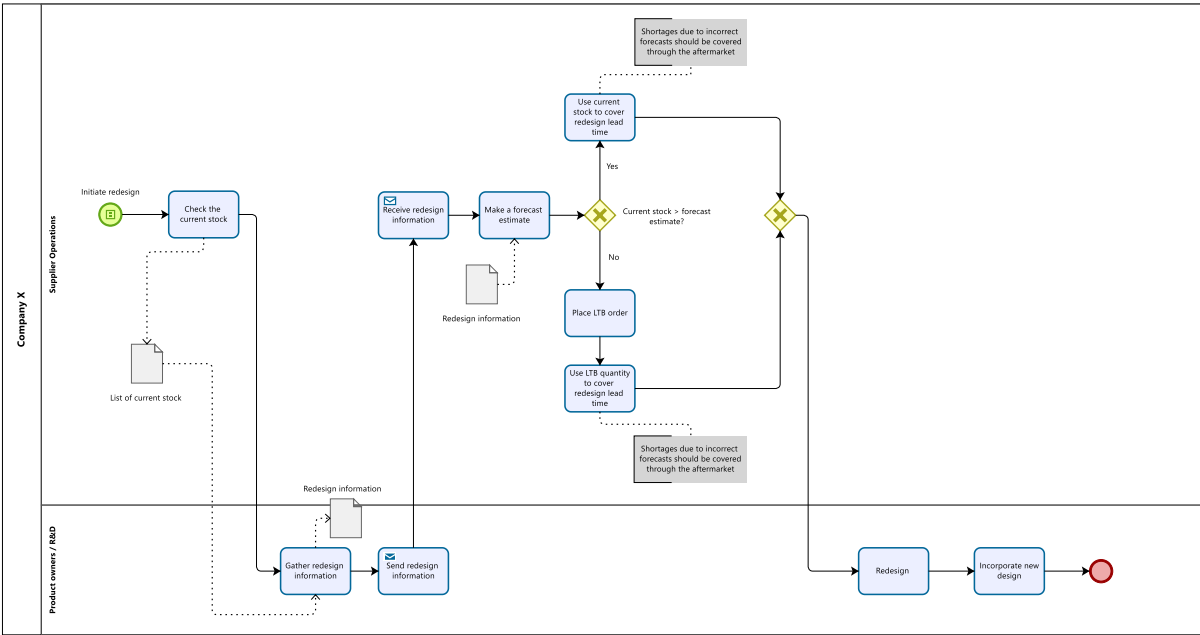 Company X
Supplier Operations
Product owners / R&D
Initiate redesign
Check the
current stock
List of current stock
Redesign information
Gather redesign
information
Send redesign
information
Receive redesign
information
Make a forecast
estimate
Redesign information
Current stock > forecast
estimate?
Yes
No
Use current
stock to cover
redesign lead
time
Shortages due to incorrect
forecasts should be covered
through the aftermarket
Place LTB order
Use LTB quantity
to cover
redesign lead
time
Shortages due to incorrect
forecasts should be covered
through the aftermarket
Redesign
Incorporate new
design